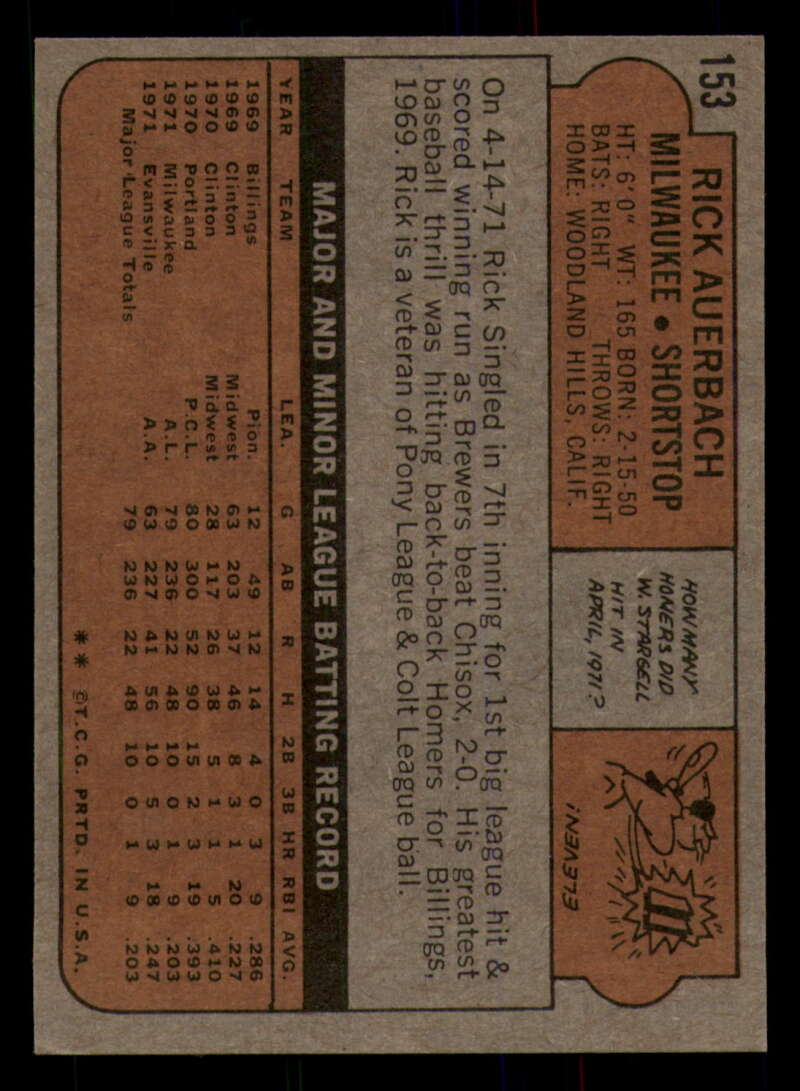 153
RICK AUERBACH
MILWAUKEE • SHORTSTOP
HT: 6'0" WT: 165 BORN: 2-15-50
BATS: RIGHT THROWS: RIGHT
HOME: WOODLAND HILLS, CALIF.
HOW MANY
HOMERS DID
W. STARGELL
HIT IN
APRIL, 1971?
ELEVEN!
On 4-14-71 Rick Singled in 7th inning for 1st big league hit &
scored winning run as Brewers beat Chisox, 2-0. His greatest
baseball thrill was hitting back-to-back Homers for Billings,
1969. Rick is a veteran of Pony League & Colt League ball.
MAJOR AND MINOR LEAGUE BATTING RECORD
YEAR TEAM LEA. G AB R H 2B 3B HR RBI AVG.
1969 Billings Pion. 12 49 12 14 4 0 3 9 .286
1969 Clinton Midwest 63 203 37 46 8 3 1 20 .227
1970 Clinton Midwest 28 117 26 38 5 1 1 5 .410
1970 Portland P.C.L. 80 300 52 90 15 2 3 19 .393
1971 Milwaukee A.L. 79 236 22 48 10 0 1 9 .203
1971 Evansville A.A. 63 227 41 56 10 5 3 18 .247
Major League Totals 79 236 22 48 10 0 1 9 .203
** ©T.C.G. PRTD. IN U.S.A.